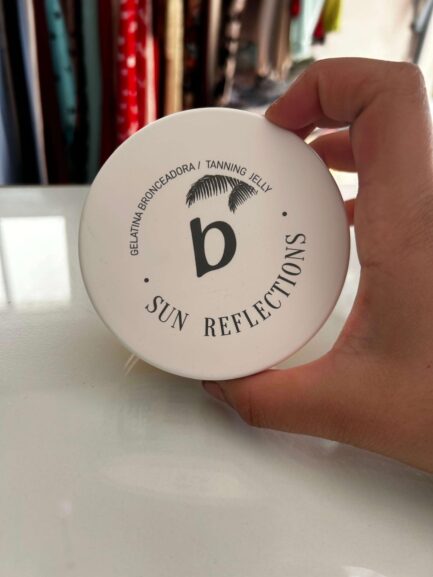 GELATINA BRONCEADORA / TANNING JELLY
b
SUN REFLECTIONS